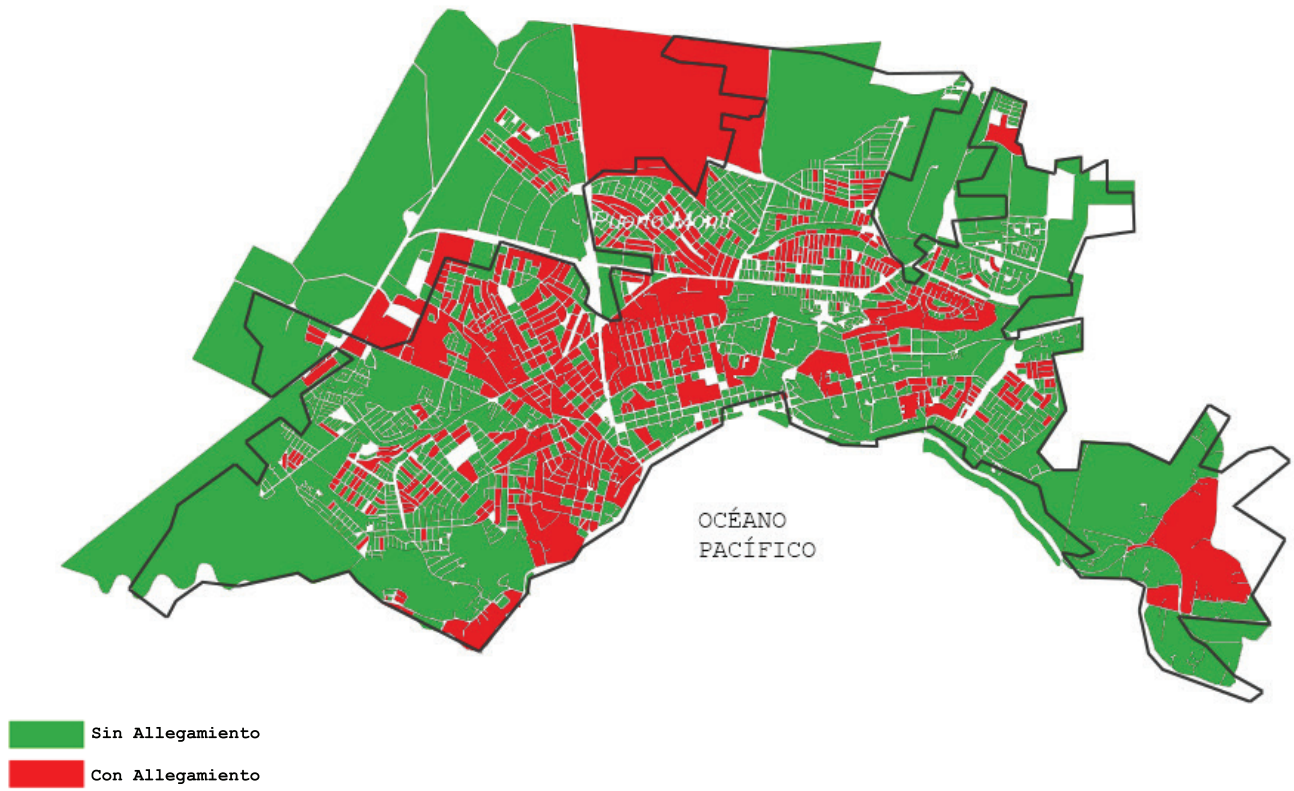 Puerto Montt
OCÉANO
PACÍFICO
Sin Allegamiento
Con Allegamiento